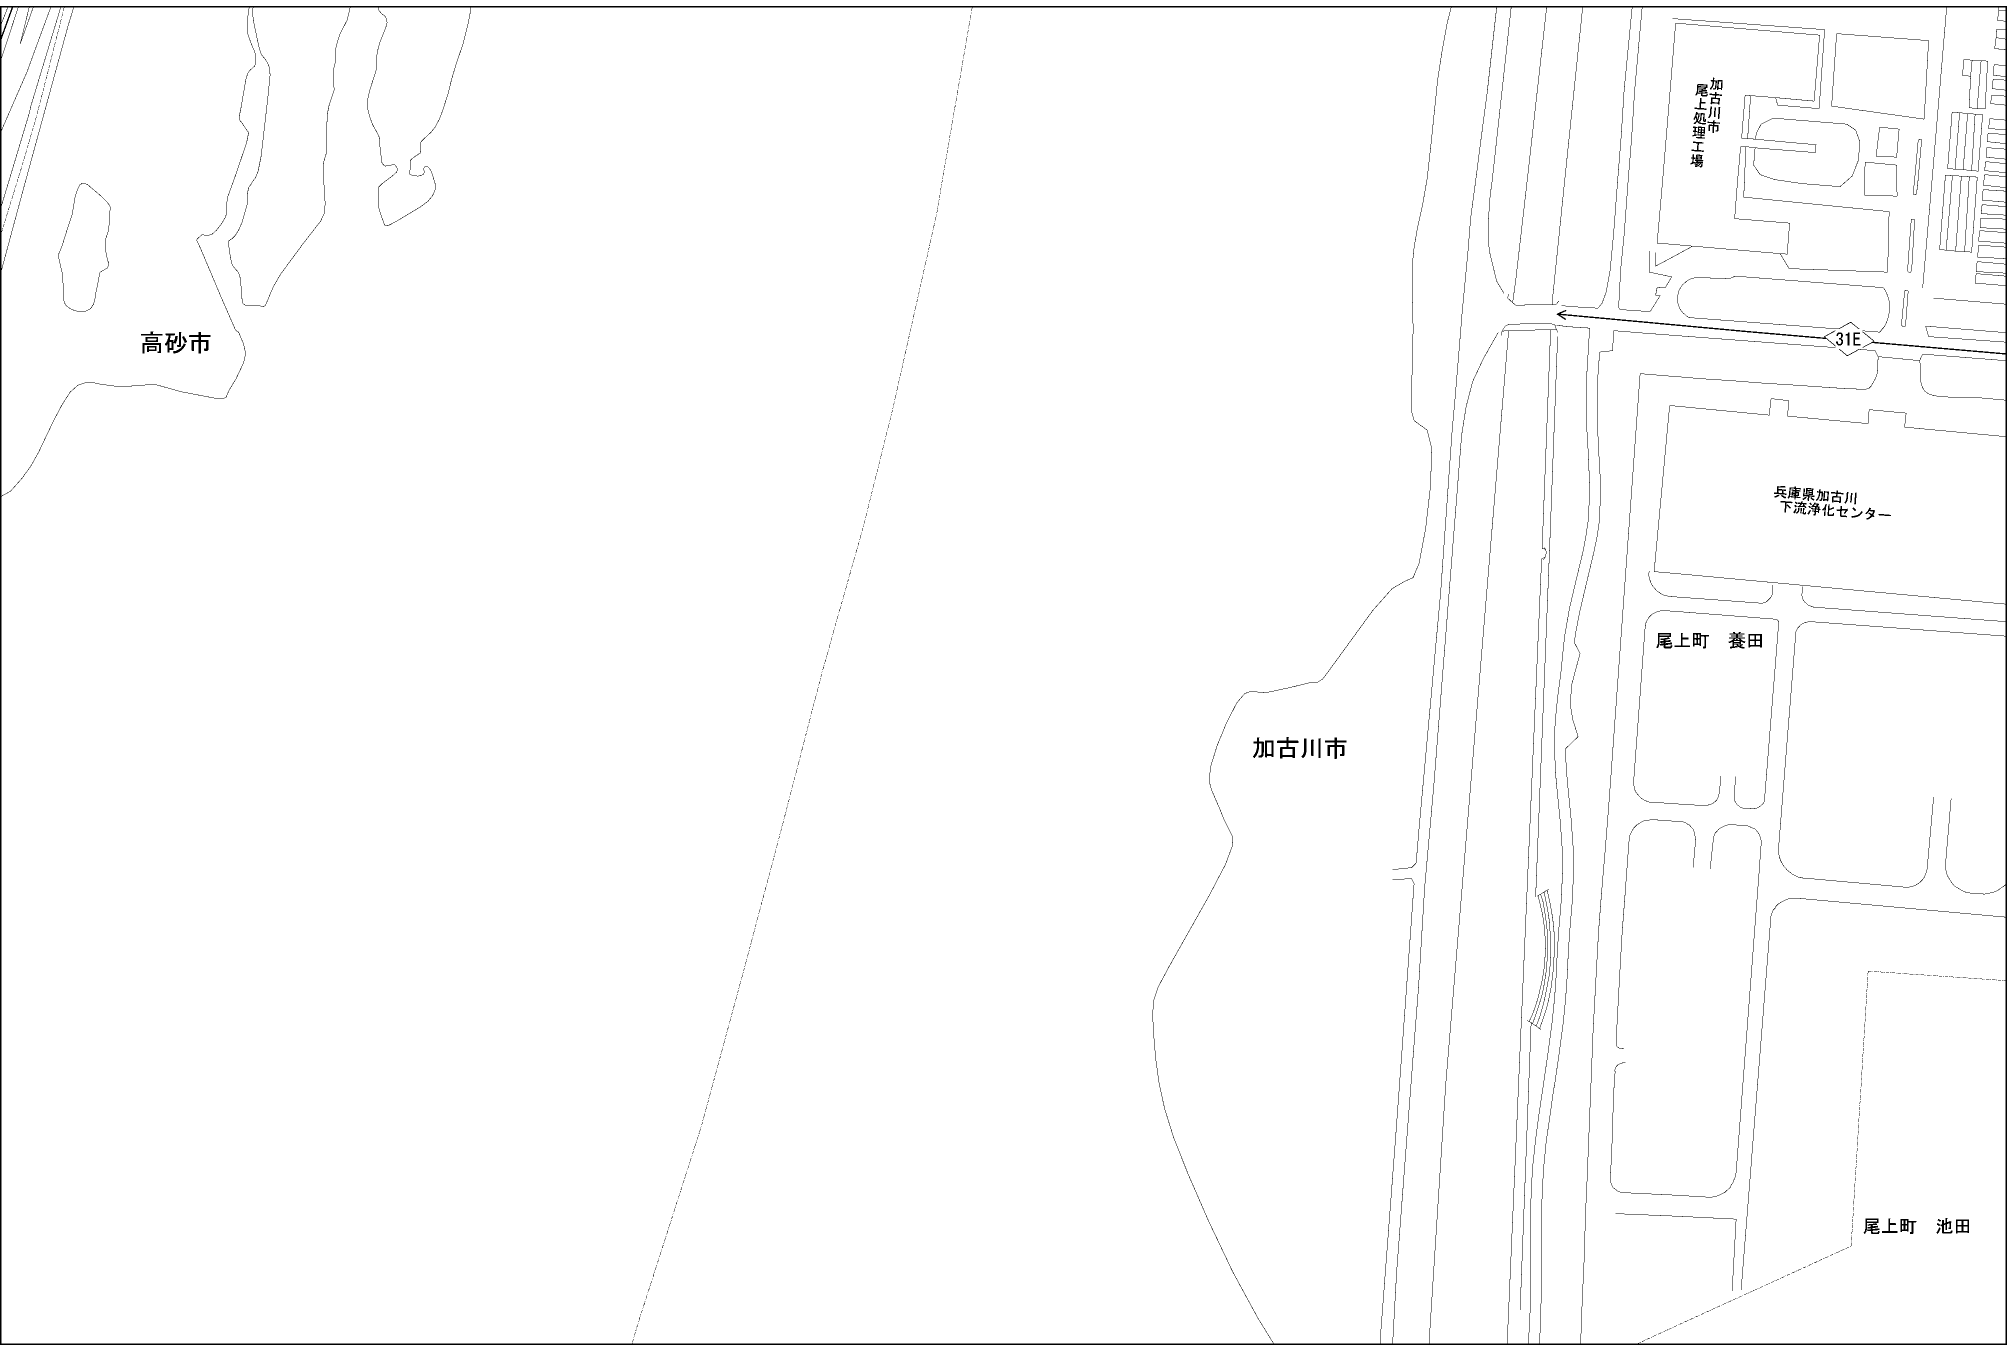 加古川市
尾上処理工場
31E
高砂市
兵庫県加古川
下流浄化センター
尾上町　養田
加古川市
尾上町　池田